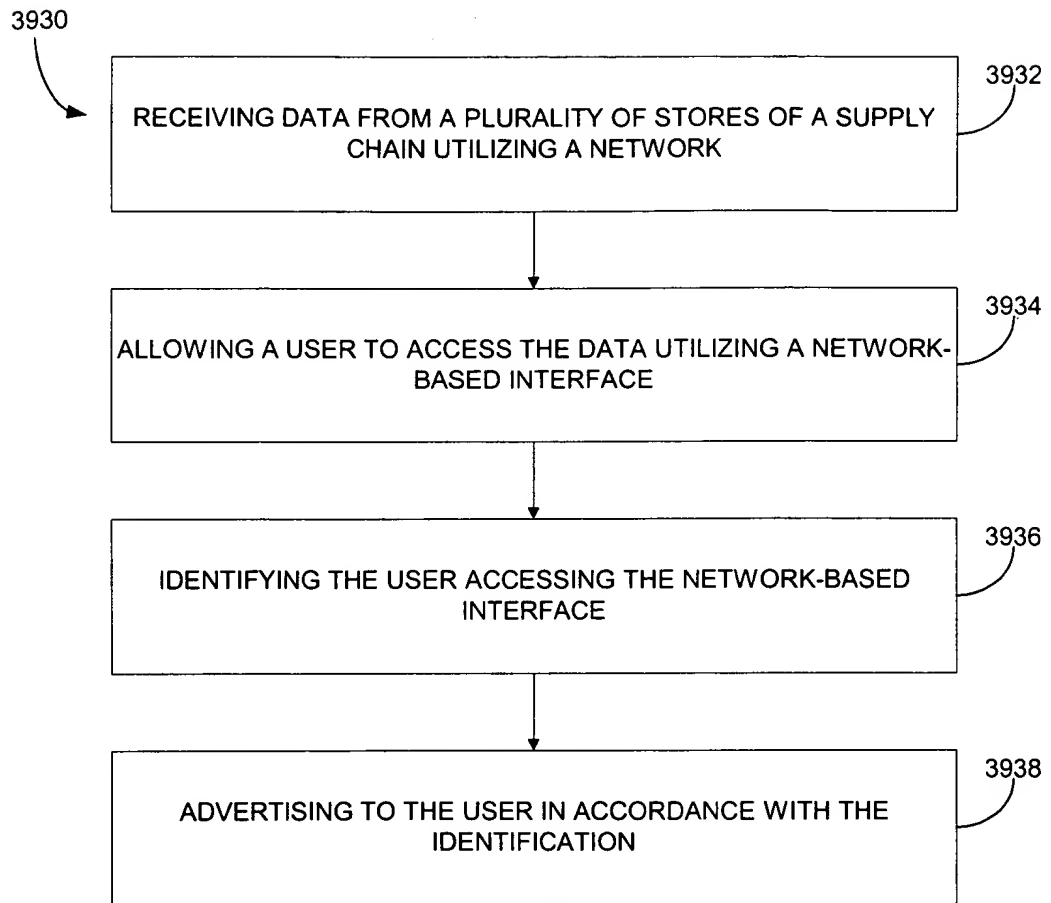 3930
3932
RECEIVING DATA FROM A PLURALITY OF STORES OF A SUPPLY
CHAIN UTILIZING A NETWORK
3934
ALLOWING A USER TO ACCESS THE DATA UTILIZING A NETWORK-
BASED INTERFACE
3936
IDENTIFYING THE USER ACCESSING THE NETWORK-BASED
INTERFACE
3938
ADVERTISING TO THE USER IN ACCORDANCE WITH THE
IDENTIFICATION